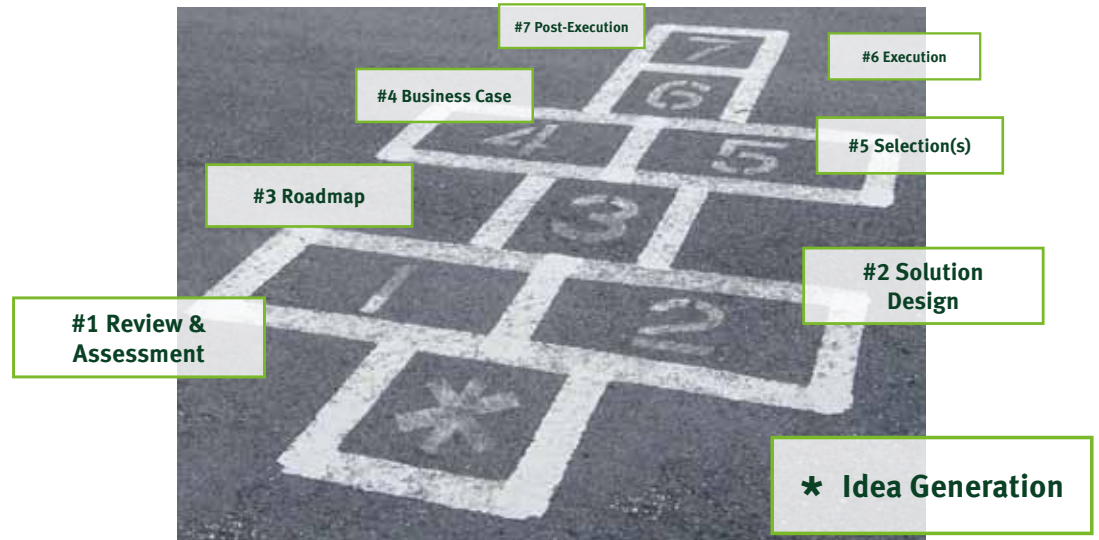 #7 Post-Execution
#6 Execution
#4 Business Case
#5 Selection(s)
#3 Roadmap
#2 Solution
Design
#1 Review &
Assessment
* Idea Generation
7
6
4 5
3
1 2
*